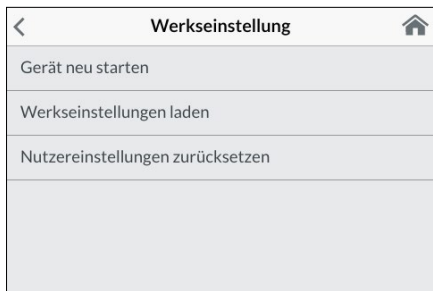 Werkseinstellung
Gerät neu starten
Werkseinstellungen laden
Nutzereinstellungen zurücksetzen